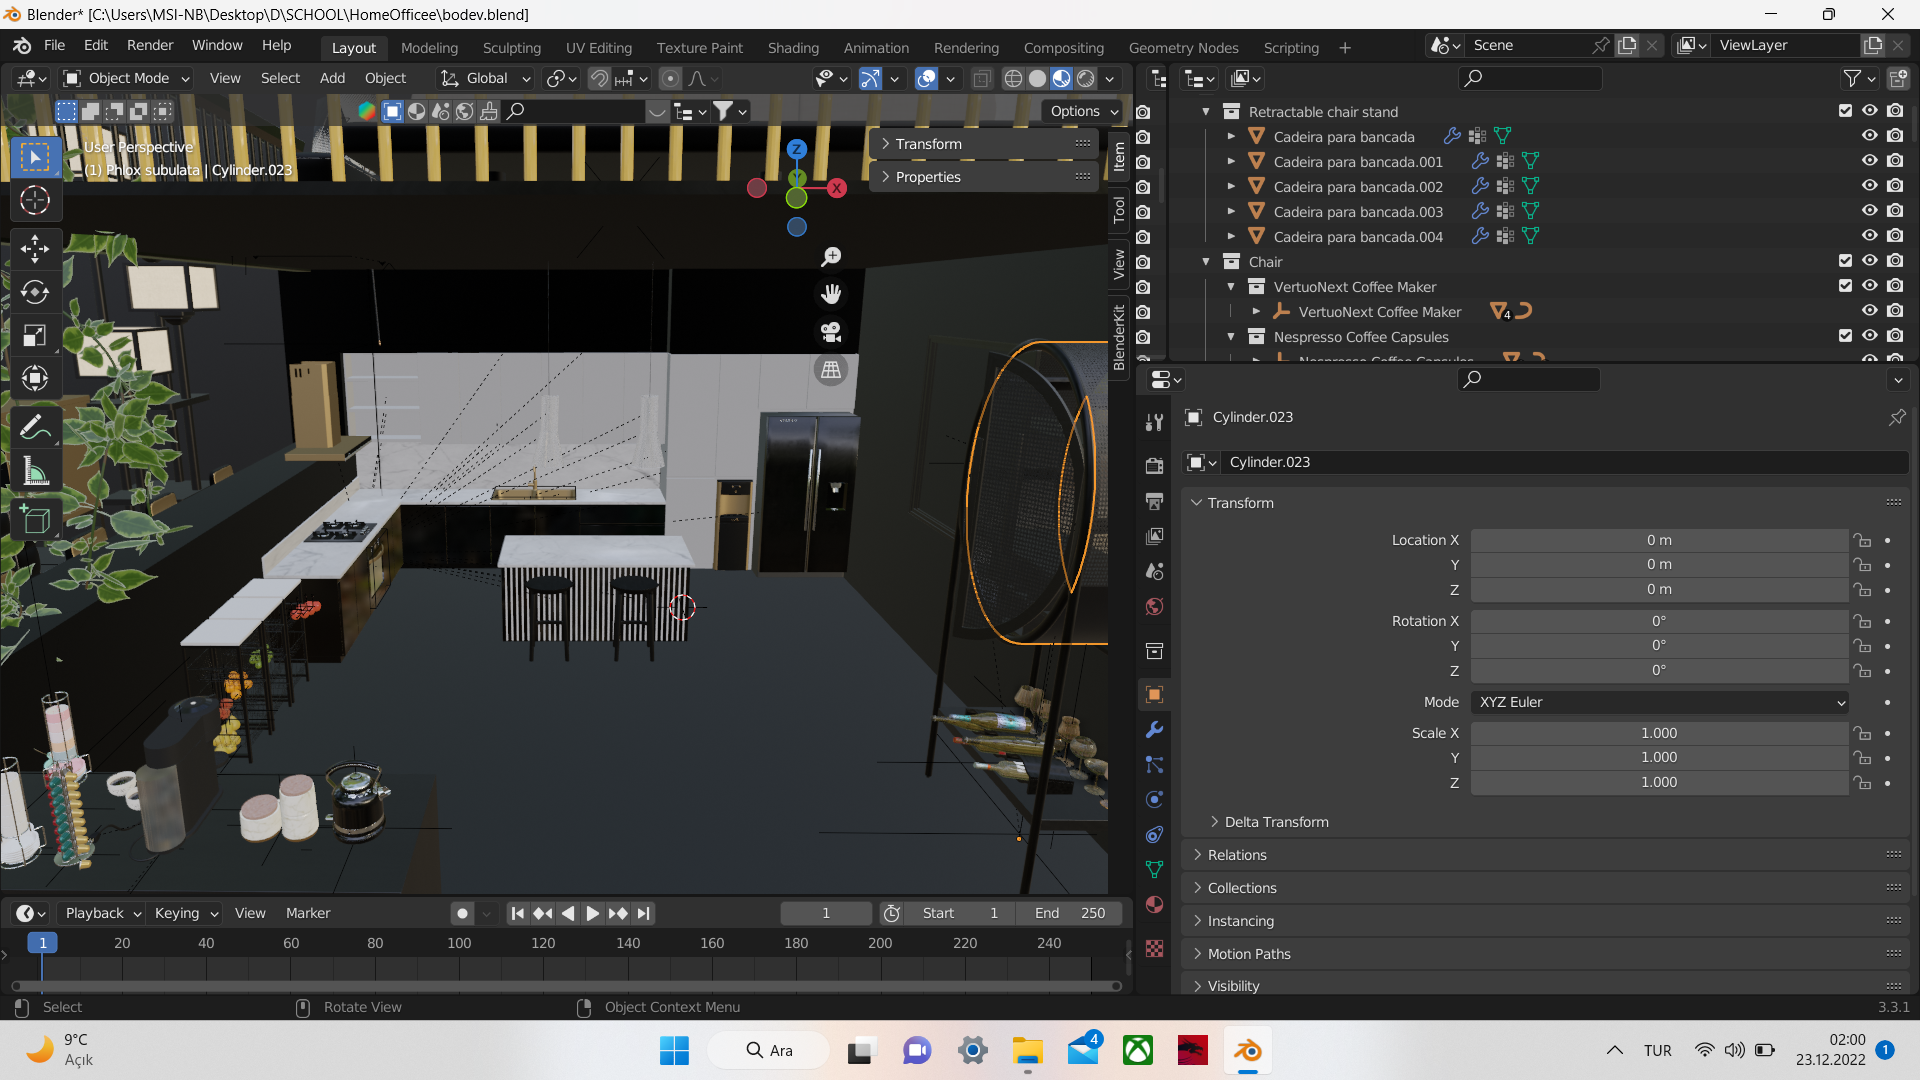 Blender* [C:\Users\MSI-NB\Desktop\D\SCHOOL\HomeOfficee\bodev.blend]
File Edit Render Window Help
Layout Modeling Sculpting UV Editing Texture Paint Shading Animation Rendering Compositing Geometry Nodes Scripting
Scene
ViewLayer
Object Mode View Select Add Object Global
Options
User Perspective
(1) Phlox subulata | Cylinder.023
Transform
Properties
Item
Tool
View
BlenderKit
Z
X
Retractable chair stand
Cadeira para bancada
Cadeira para bancada.001
Cadeira para bancada.002
Cadeira para bancada.003
Cadeira para bancada.004
Chair
VertuoNext Coffee Maker
VertuoNext Coffee Maker 4
Nespresso Coffee Capsules
Nespresso Coffee Capsules
Cylinder.023
Cylinder.023
Transform
Location X 0 m
Y 0 m
Z 0 m
Rotation X 0°
Y 0°
Z 0°
Mode XYZ Euler
Scale X 1.000
Y 1.000
Z 1.000
Delta Transform
Relations
Collections
Instancing
Motion Paths
Visibility
Playback Keying View Marker
1 Start 1 End 250
1 20 40 60 80 100 120 140 160 180 200 220 240
Select Rotate View Object Context Menu
3.3.1
9°C
Açık
Ara
4
TUR
02:00
23.12.2022
1